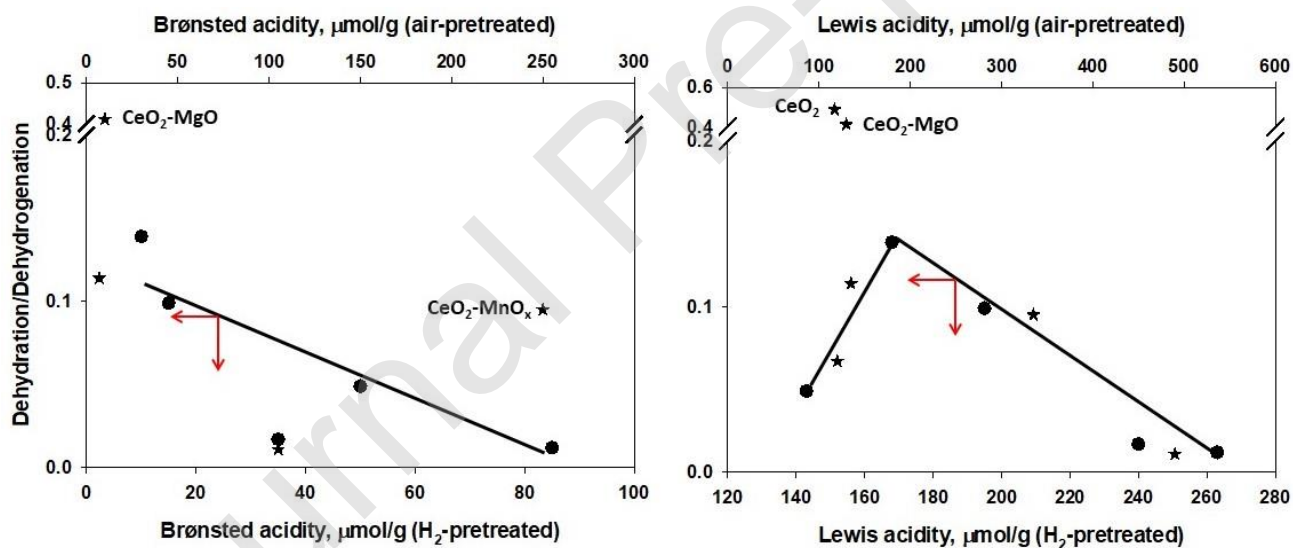 Brønsted acidity, μmol/g (air-pretreated)
0 50 100 150 200 250 300
0.5
0.4
0.2
0.1
0.0
CeO2-MgO
CeO2-MnOx
Dehydration/Dehydrogenation
0 20 40 60 80 100
Brønsted acidity, μmol/g (H2-pretreated)
Lewis acidity, μmol/g (air-pretreated)
0 100 200 300 400 500 600
0.6
0.4
0.2
0.1
0.0
CeO2
CeO2-MgO
120 140 160 180 200 220 240 260 280
Lewis acidity, μmol/g (H2-pretreated)
urnal Pre-